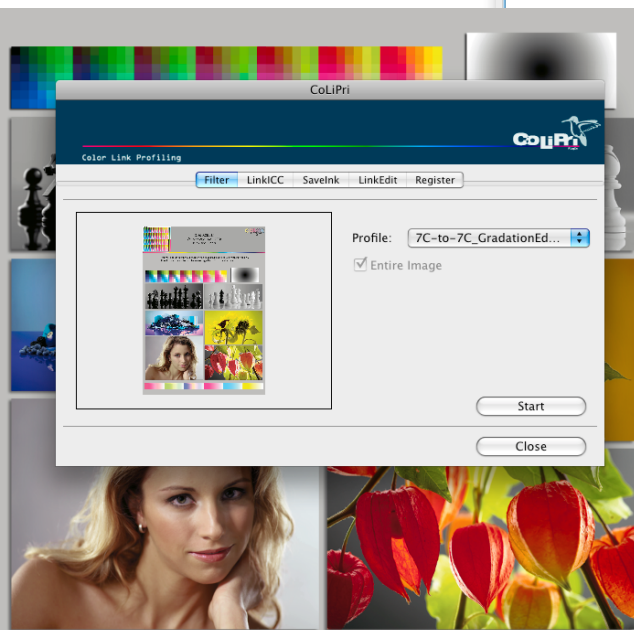 CoLiPri
CoLiPri
Color Link Profiling
Filter LinkICC SaveInk LinkEdit Register
Profile: 7C-to-7C_GradationEd...
Entire Image
Start
Close